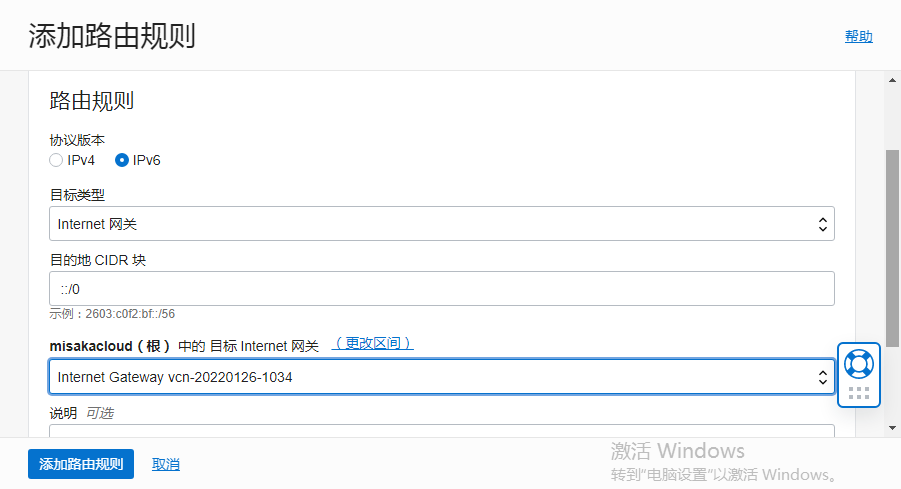 添加路由规则
帮助
路由规则
协议版本
IPv4 IPv6
目标类型
Internet 网关
目的地 CIDR 块
::/0
示例：2603:c0f2:bf::/56
misakacloud（根） 中的 目标 Internet 网关 （更改区间）
Internet Gateway vcn-20220126-1034
说明 可选
添加路由规则 取消
激活 Windows
转到"电脑设置"以激活 Windows。